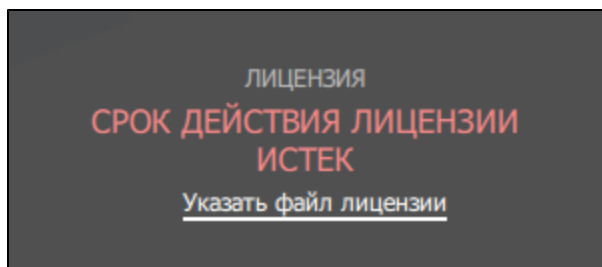 ЛИЦЕНЗИЯ
СРОК ДЕЙСТВИЯ ЛИЦЕНЗИИ
ИСТЕК
Указать файл лицензии